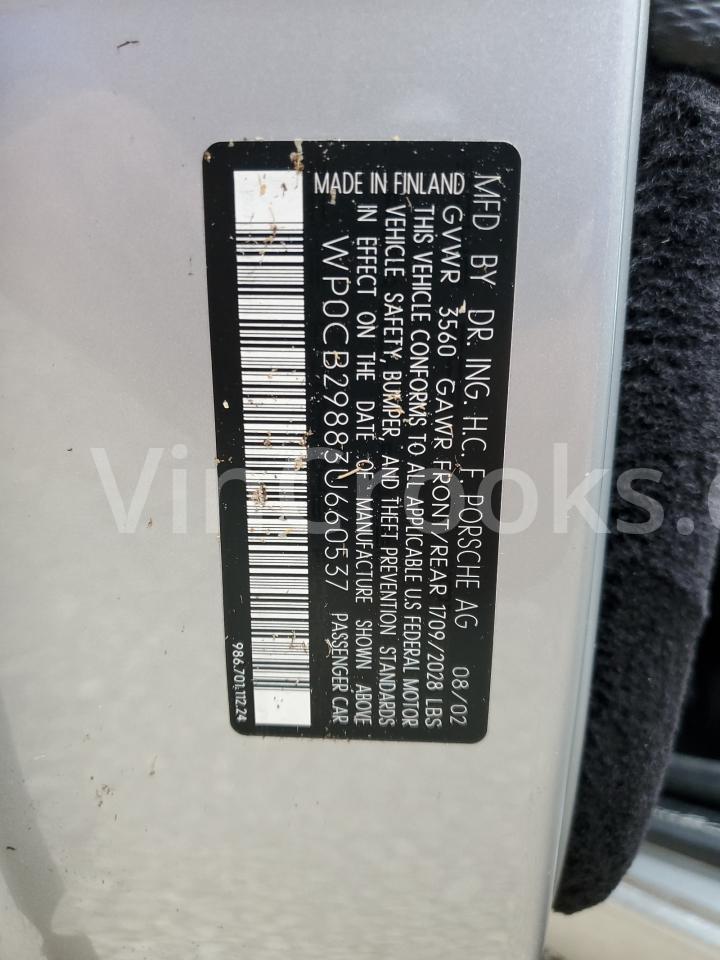 MFD BY DR. ING. H.C. F. PORSCHE AG 08/02
GVWR 3560 GAWR FRONT/REAR 1709/2028 LBS
THIS VEHICLE CONFORMS TO ALL APPLICABLE US FEDERAL MOTOR
VEHICLE SAFETY, BUMPER, AND THEFT PREVENTION STANDARDS
IN EFFECT ON THE DATE OF MANUFACTURE SHOWN ABOVE
MADE IN FINLAND
WP0CB29883U660537 PASSENGER CAR
986.701.112.24
VinCrooks.c